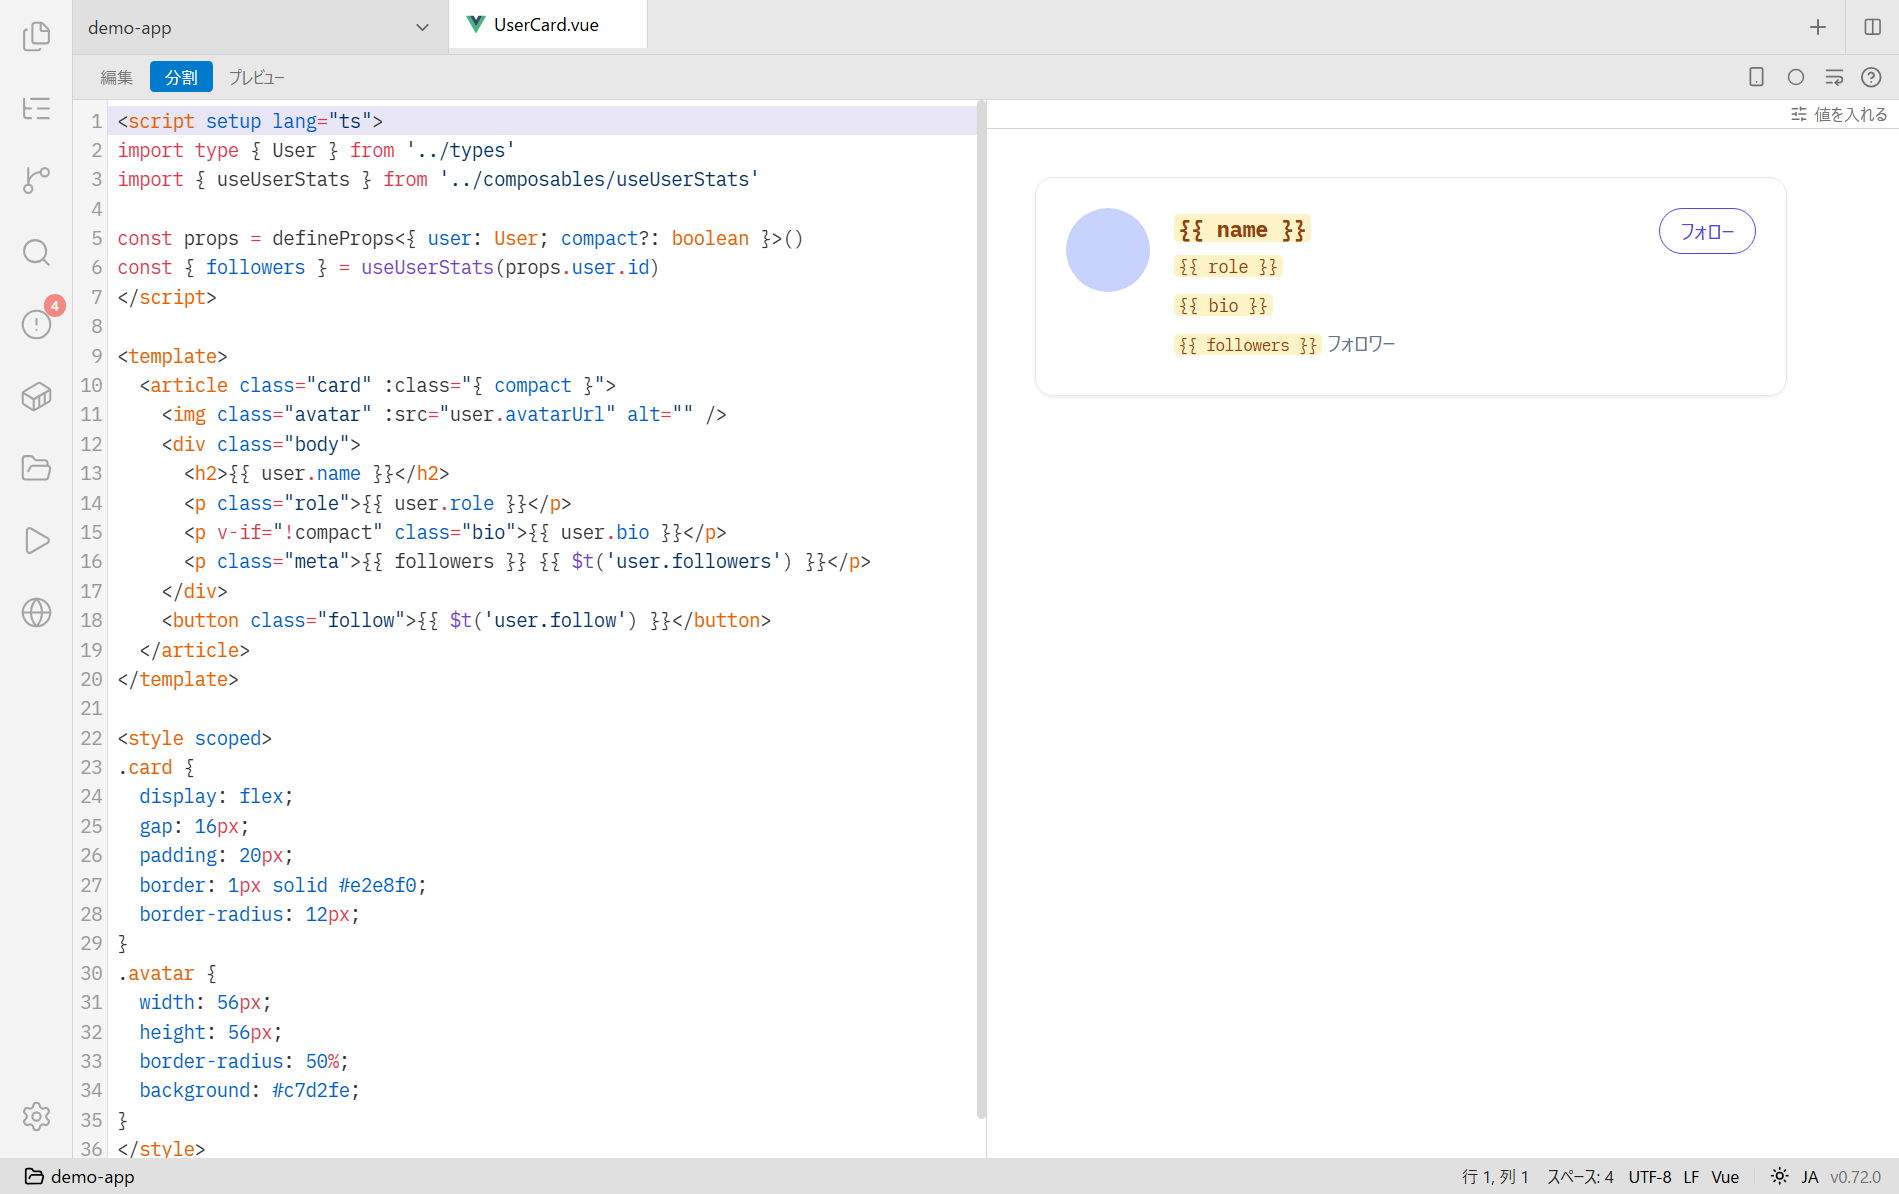 demo-app
UserCard.vue
編集 分割 プレビュー
値を入れる
4
1 <script setup lang="ts">
2 import type { User } from '../types'
3 import { useUserStats } from '../composables/useUserStats'
4
5 const props = defineProps<{ user: User; compact?: boolean }>()
6 const { followers } = useUserStats(props.user.id)
7 </script>
8
9 <template>
10   <article class="card" :class="{ compact }">
11     <img class="avatar" :src="user.avatarUrl" alt="" />
12     <div class="body">
13       <h2>{{ user.name }}</h2>
14       <p class="role">{{ user.role }}</p>
15       <p v-if="!compact" class="bio">{{ user.bio }}</p>
16       <p class="meta">{{ followers }} {{ $t('user.followers') }}</p>
17     </div>
18     <button class="follow">{{ $t('user.follow') }}</button>
19   </article>
20 </template>
21
22 <style scoped>
23 .card {
24   display: flex;
25   gap: 16px;
26   padding: 20px;
27   border: 1px solid #e2e8f0;
28   border-radius: 12px;
29 }
30 .avatar {
31   width: 56px;
32   height: 56px;
33   border-radius: 50%;
34   background: #c7d2fe;
35 }
36 </style>
{{ name }}
フォロー
{{ role }}
{{ bio }}
{{ followers }} フォロワー
demo-app
行 1, 列 1 スペース: 4 UTF-8 LF Vue JA v0.72.0